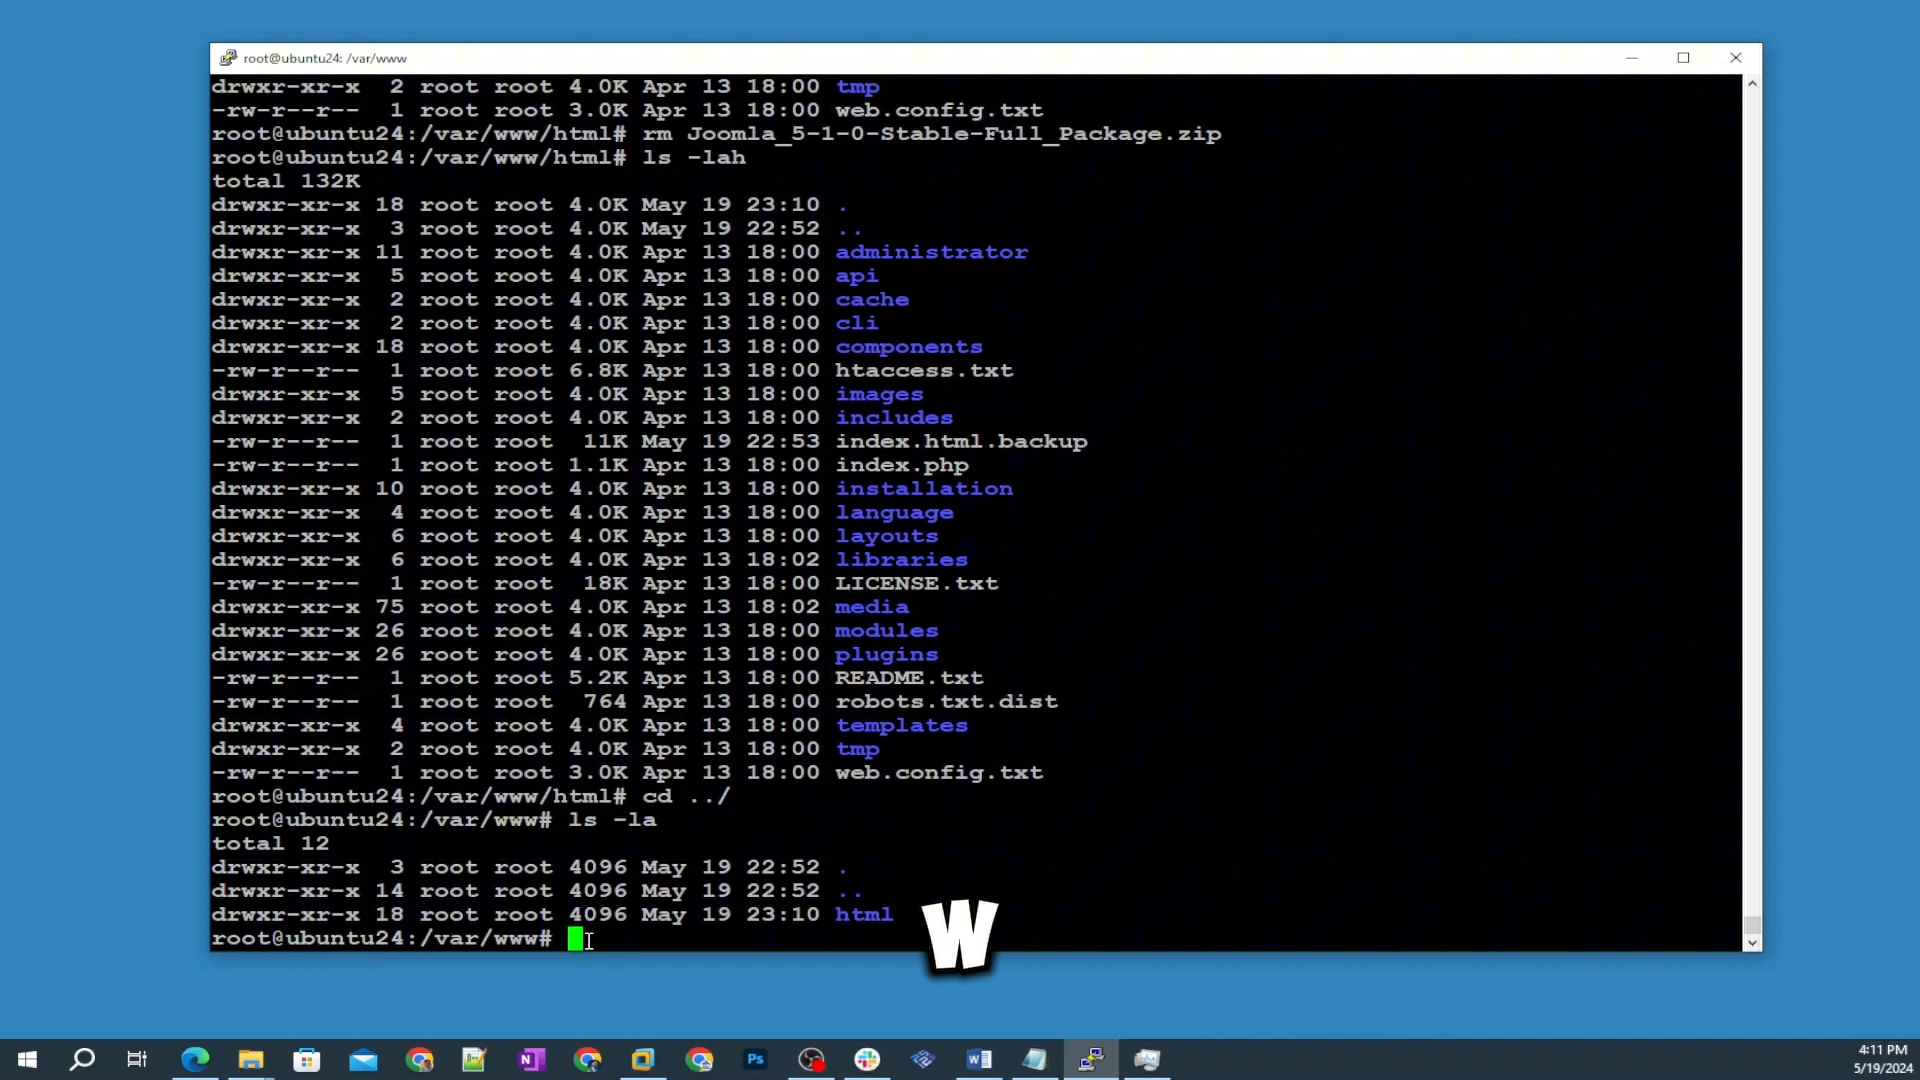 root@ubuntu24: /var/www
drwxr-xr-x 2 root root 4.0K Apr 13 18:00 tmp
-rw-r--r-- 1 root root 3.0K Apr 13 18:00 web.config.txt
root@ubuntu24:/var/www/html# rm Joomla_5-1-0-Stable-Full_Package.zip
root@ubuntu24:/var/www/html# ls -lah
total 132K
drwxr-xr-x 18 root root 4.0K May 19 23:10 .
drwxr-xr-x 3 root root 4.0K May 19 22:52 ..
drwxr-xr-x 11 root root 4.0K Apr 13 18:00 administrator
drwxr-xr-x 5 root root 4.0K Apr 13 18:00 api
drwxr-xr-x 2 root root 4.0K Apr 13 18:00 cache
drwxr-xr-x 2 root root 4.0K Apr 13 18:00 cli
drwxr-xr-x 18 root root 4.0K Apr 13 18:00 components
-rw-r--r-- 1 root root 6.8K Apr 13 18:00 htaccess.txt
drwxr-xr-x 5 root root 4.0K Apr 13 18:00 images
drwxr-xr-x 2 root root 4.0K Apr 13 18:00 includes
-rw-r--r-- 1 root root 11K May 19 22:53 index.html.backup
-rw-r--r-- 1 root root 1.1K Apr 13 18:00 index.php
drwxr-xr-x 10 root root 4.0K Apr 13 18:00 installation
drwxr-xr-x 4 root root 4.0K Apr 13 18:00 language
drwxr-xr-x 6 root root 4.0K Apr 13 18:00 layouts
drwxr-xr-x 6 root root 4.0K Apr 13 18:02 libraries
-rw-r--r-- 1 root root 18K Apr 13 18:00 LICENSE.txt
drwxr-xr-x 75 root root 4.0K Apr 13 18:02 media
drwxr-xr-x 26 root root 4.0K Apr 13 18:00 modules
drwxr-xr-x 26 root root 4.0K Apr 13 18:00 plugins
-rw-r--r-- 1 root root 5.2K Apr 13 18:00 README.txt
-rw-r--r-- 1 root root 764 Apr 13 18:00 robots.txt.dist
drwxr-xr-x 4 root root 4.0K Apr 13 18:00 templates
drwxr-xr-x 2 root root 4.0K Apr 13 18:00 tmp
-rw-r--r-- 1 root root 3.0K Apr 13 18:00 web.config.txt
root@ubuntu24:/var/www/html# cd ../
root@ubuntu24:/var/www# ls -la
total 12
drwxr-xr-x 3 root root 4096 May 19 22:52 .
drwxr-xr-x 14 root root 4096 May 19 22:52 ..
drwxr-xr-x 18 root root 4096 May 19 23:10 html
root@ubuntu24:/var/www#
W
4:11 PM
5/19/2024